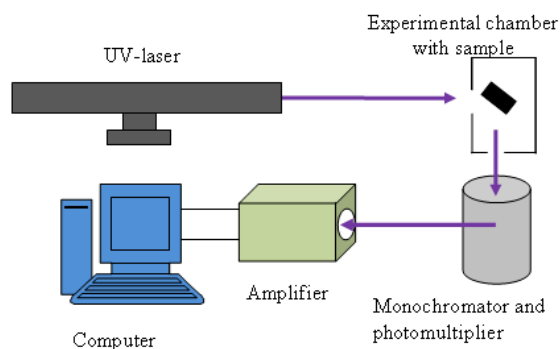 Experimental chamber
with sample
UV-laser
Amplifier
Monochromator and
photomultiplier
Computer